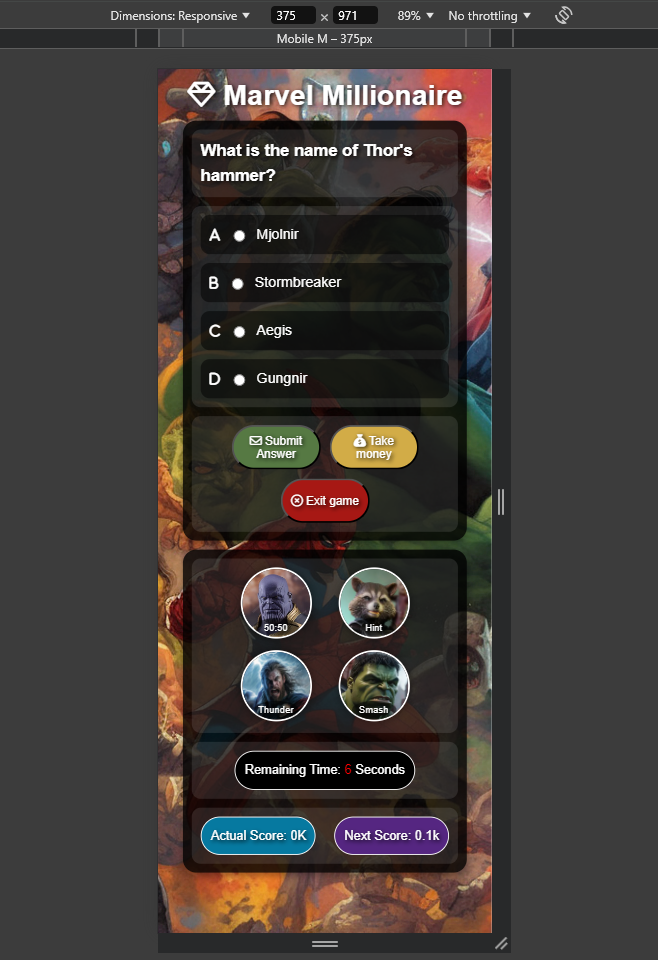 Dimensions: Responsive 375 × 971 89% No throttling
Mobile M – 375px
Marvel Millionaire
What is the name of Thor's
hammer?
A Mjolnir
B Stormbreaker
C Aegis
D Gungnir
Submit
Answer
Take
money
Exit game
50:50
Hint
Thunder
Smash
Remaining Time: 6 Seconds
Actual Score: 0K
Next Score: 0.1k